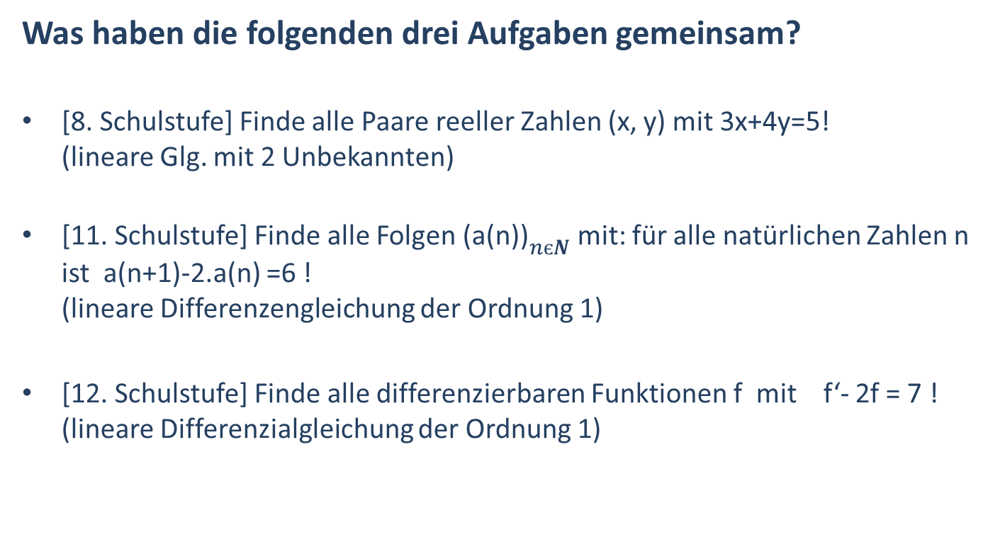 Was haben die folgenden drei Aufgaben gemeinsam?
• [8. Schulstufe] Finde alle Paare reeller Zahlen (x, y) mit 3x+4y=5!
(lineare Glg. mit 2 Unbekannten)
• [11. Schulstufe] Finde alle Folgen (a(n))nϵN mit: für alle natürlichen Zahlen n
ist a(n+1)-2.a(n) =6 !
(lineare Differenzengleichung der Ordnung 1)
• [12. Schulstufe] Finde alle differenzierbaren Funktionen f mit f‘- 2f = 7 !
(lineare Differenzialgleichung der Ordnung 1)